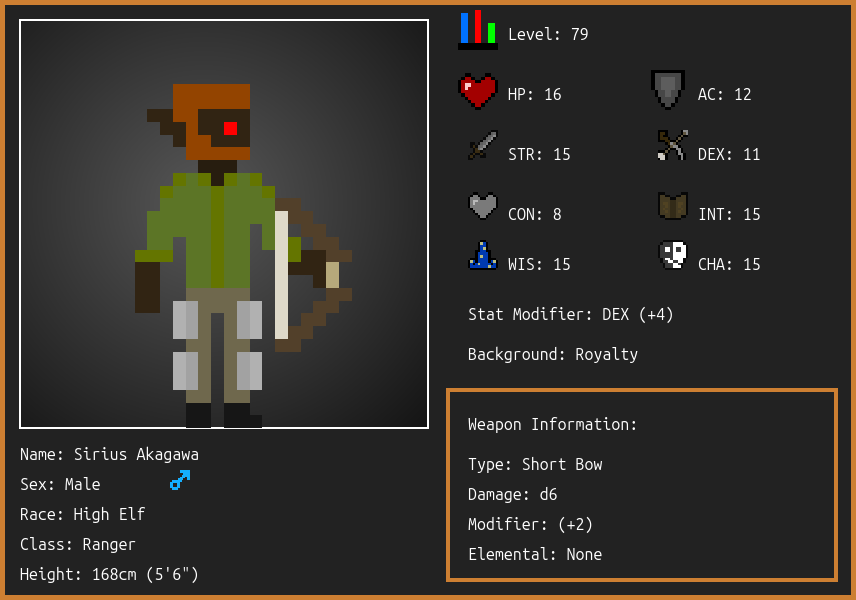 Level: 79
HP: 16
AC: 12
STR: 15
DEX: 11
CON: 8
INT: 15
WIS: 15
CHA: 15
Stat Modifier: DEX (+4)
Background: Royalty
Weapon Information:
Type: Short Bow
Damage: d6
Modifier: (+2)
Elemental: None
Name: Sirius Akagawa
Sex: Male
Race: High Elf
Class: Ranger
Height: 168cm (5'6")